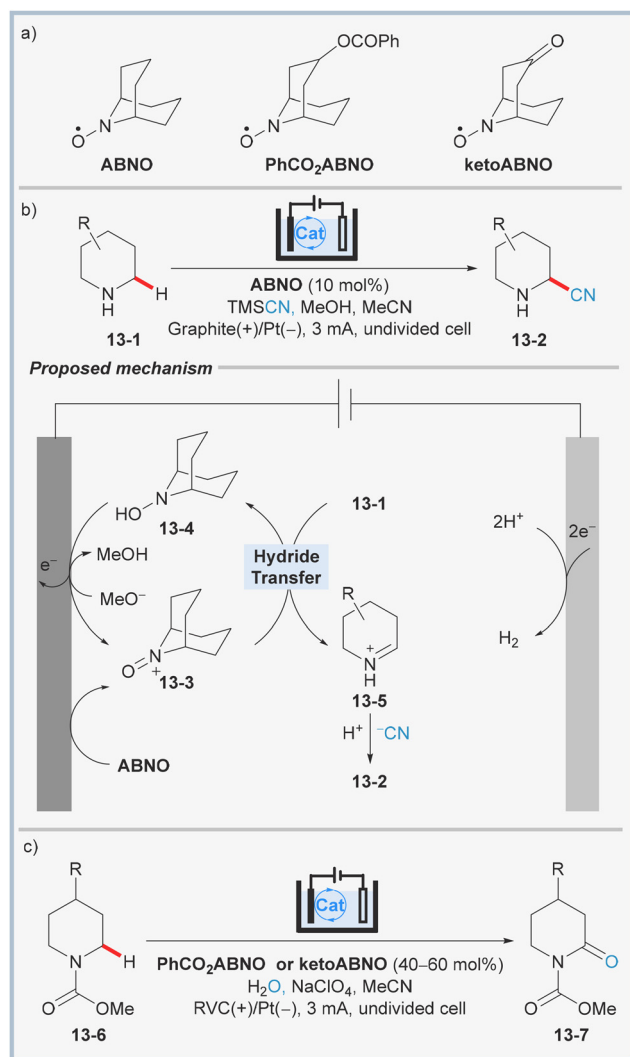 a)
OCOPh
O
N
O•
N
O•
N
O•
ABNO
PhCO₂ABNO
ketoABNO
b)
R
N
H
H
13-1
Cat
ABNO (10 mol%)
TMSCN, MeOH, MeCN
Graphite(+)/Pt(−), 3 mA, undivided cell
R
N
H
CN
13-2
Proposed mechanism
HO
N
13-4
13-1
2H⁺
2e⁻
e⁻
MeOH
MeO⁻
Hydride
Transfer
O
N
+
13-3
R
+
N
H
13-5
H₂
H⁺
⁻CN
ABNO
13-2
c)
R
H
N
O
OMe
13-6
Cat
PhCO₂ABNO or ketoABNO (40–60 mol%)
H₂O, NaClO₄, MeCN
RVC(+)/Pt(−), 3 mA, undivided cell
R
N
O
O
OMe
13-7